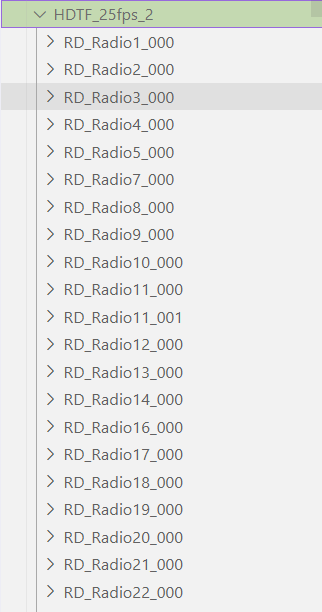 HDTF_25fps_2
RD_Radio1_000
RD_Radio2_000
RD_Radio3_000
RD_Radio4_000
RD_Radio5_000
RD_Radio7_000
RD_Radio8_000
RD_Radio9_000
RD_Radio10_000
RD_Radio11_000
RD_Radio11_001
RD_Radio12_000
RD_Radio13_000
RD_Radio14_000
RD_Radio16_000
RD_Radio17_000
RD_Radio18_000
RD_Radio19_000
RD_Radio20_000
RD_Radio21_000
RD_Radio22_000